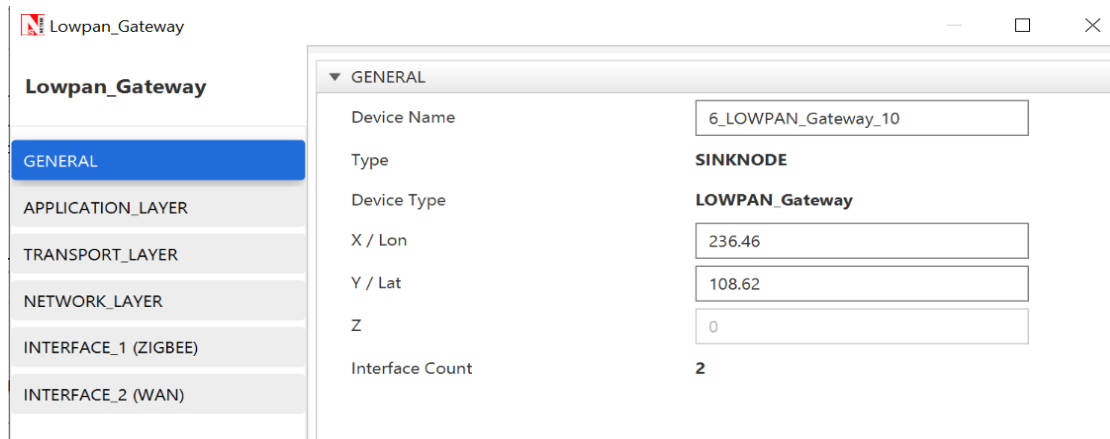 Lowpan_Gateway
Lowpan_Gateway
GENERAL
APPLICATION_LAYER
TRANSPORT_LAYER
NETWORK_LAYER
INTERFACE_1 (ZIGBEE)
INTERFACE_2 (WAN)
GENERAL
Device Name 6_LOWPAN_Gateway_10
Type SINKNODE
Device Type LOWPAN_Gateway
X / Lon 236.46
Y / Lat 108.62
Z 0
Interface Count 2